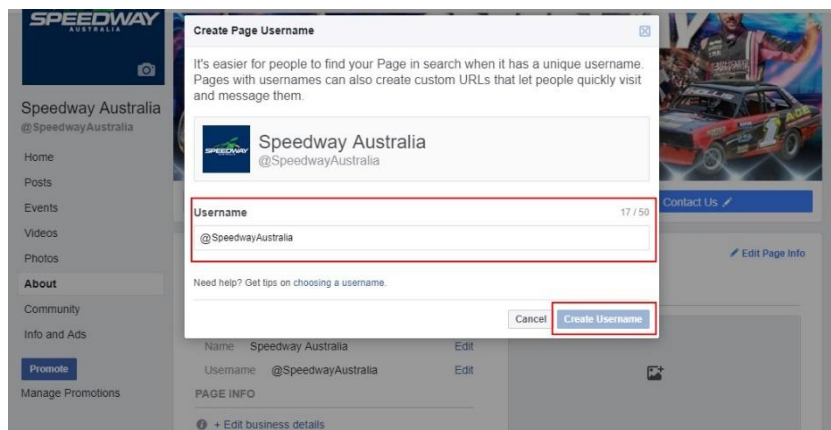 SPEEDWAY
AUSTRALIA
Speedway Australia
@SpeedwayAustralia
Home
Posts
Events
Videos
Photos
About
Community
Info and Ads
Promote
Manage Promotions
Create Page Username
It's easier for people to find your Page in search when it has a unique username.
Pages with usernames can also create custom URLs that let people quickly visit
and message them.
SPEEDWAY
Speedway Australia
@SpeedwayAustralia
Username 17 / 50
@SpeedwayAustralia
Need help? Get tips on choosing a username.
Cancel Create Username
Contact Us
Edit Page Info
Name Speedway Australia Edit
Username @SpeedwayAustralia Edit
PAGE INFO
+ Edit business details
1